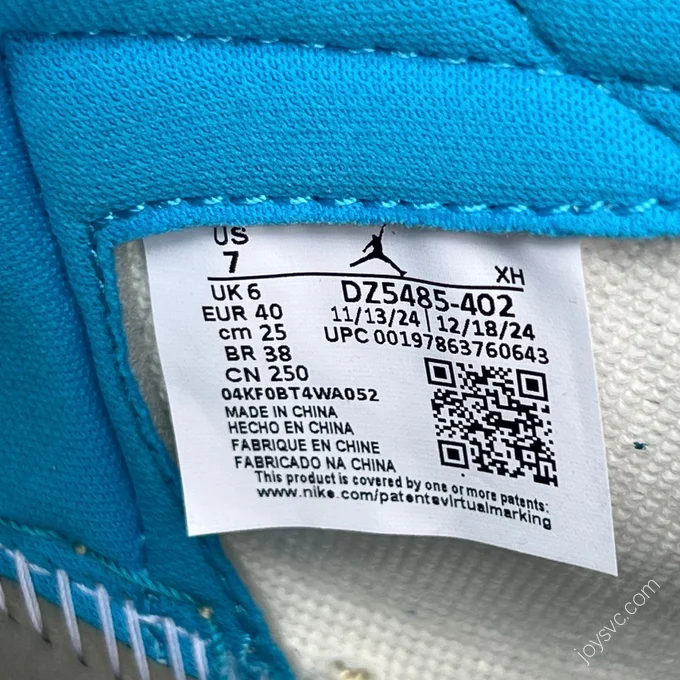 US
7
XH
UK 6
EUR 40
cm 25
BR 38
CN 250
DZ5485-402
11/13/24 | 12/18/24
UPC 00197863760643
04KF0BT4WA052
MADE IN CHINA
HECHO EN CHINA
FABRIQUE EN CHINE
FABRICADO NA CHINA
This product is covered by one or more patents:
www.nike.com/patentsvirtualmarking
joysvc.com